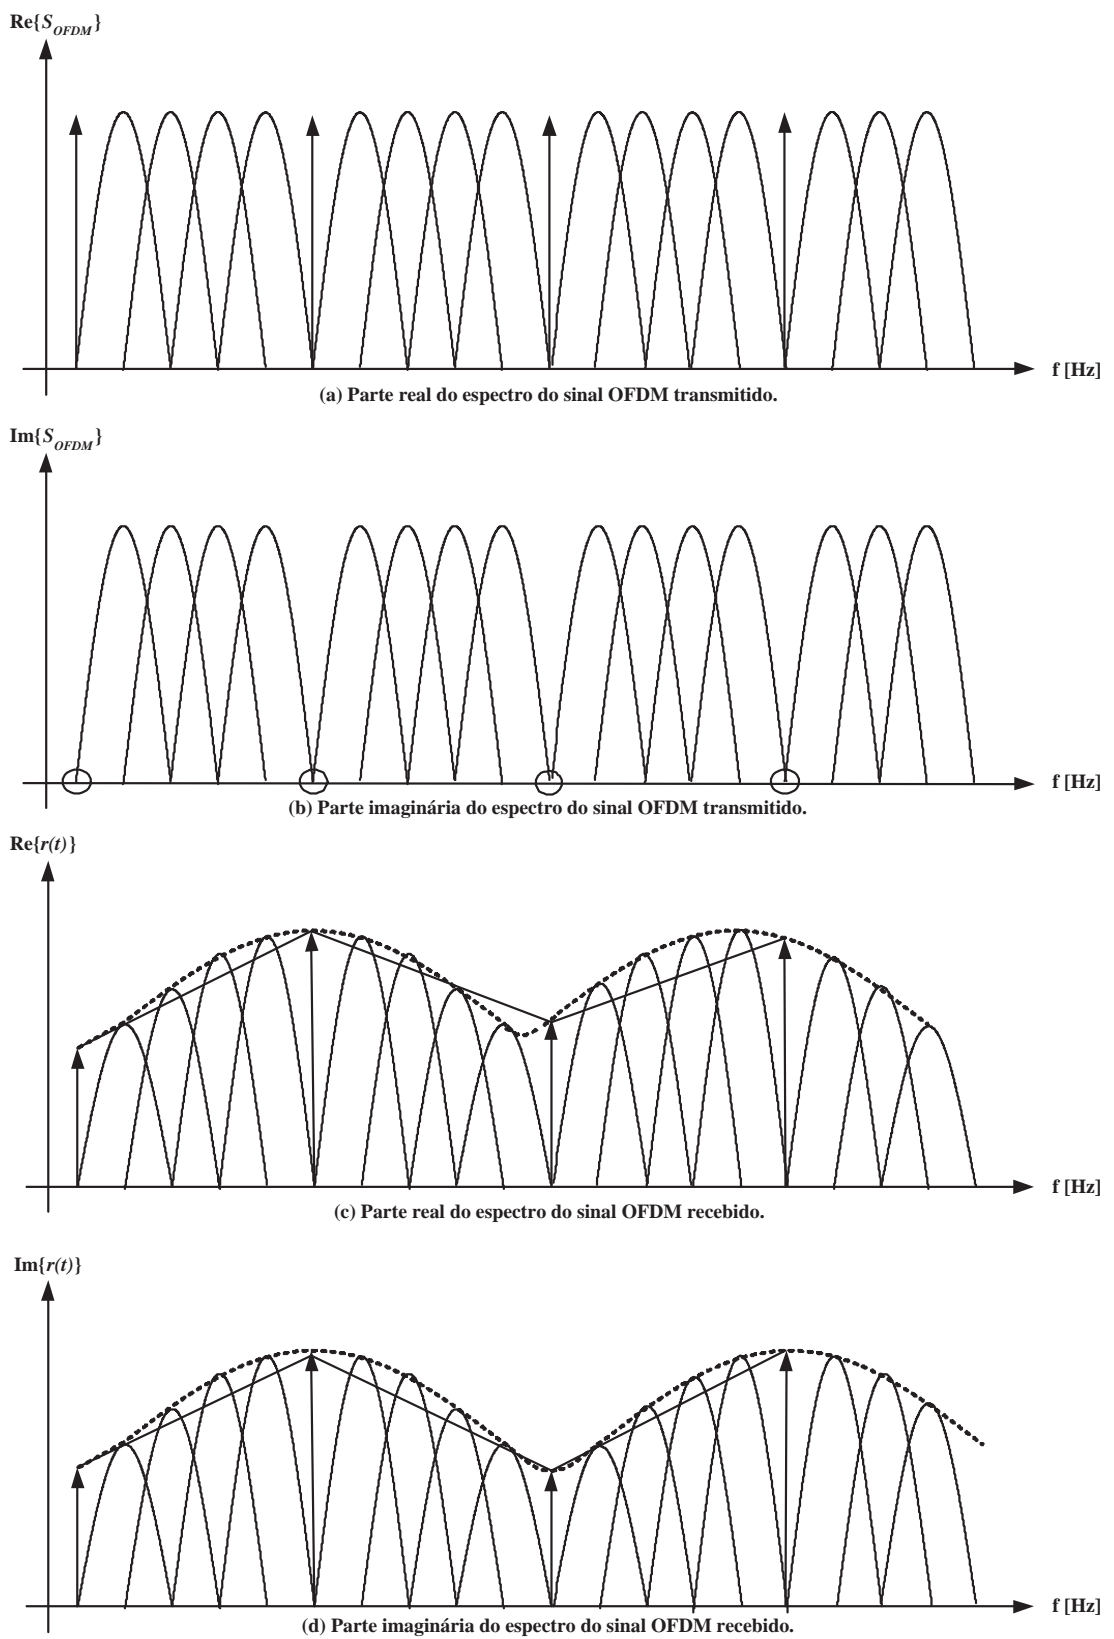 Re{S_OFDM}
f [Hz]
(a) Parte real do espectro do sinal OFDM transmitido.
Im{S_OFDM}
f [Hz]
(b) Parte imaginária do espectro do sinal OFDM transmitido.
Re{r(t)}
f [Hz]
(c) Parte real do espectro do sinal OFDM recebido.
Im{r(t)}
f [Hz]
(d) Parte imaginária do espectro do sinal OFDM recebido.